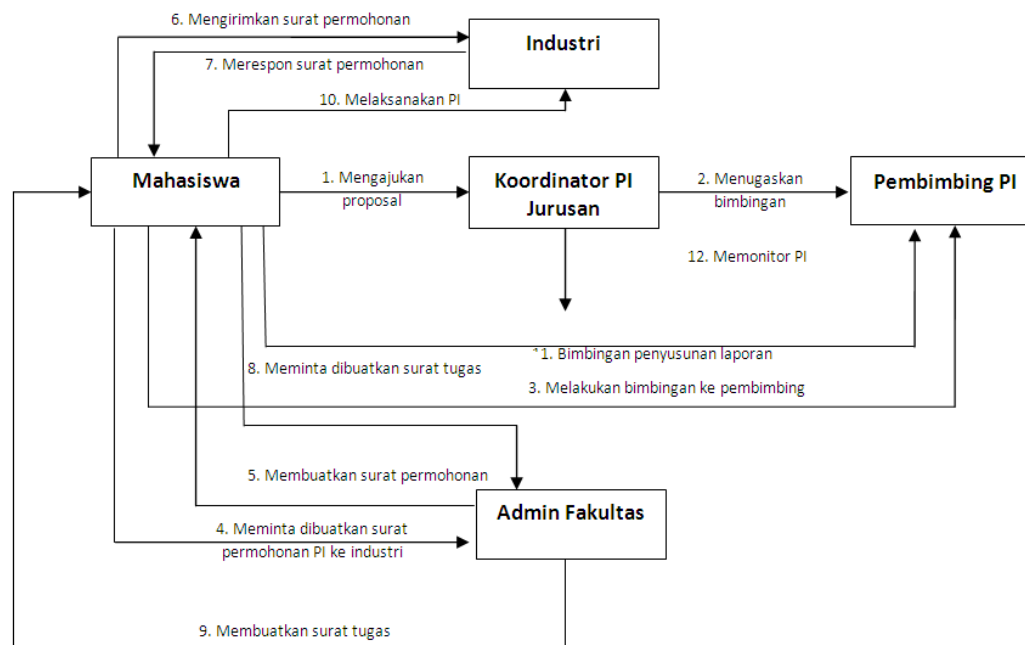 6. Mengirimkan surat permohonan
Industri
7. Merespon surat permohonan
10. Melaksanakan PI
Mahasiswa
1. Mengajukan
proposal
Koordinator PI
Jurusan
2. Menugaskan
bimbingan
Pembimbing PI
12. Memonitor PI
11. Bimbingan penyusunan laporan
8. Meminta dibuatkan surat tugas
3. Melakukan bimbingan ke pembimbing
5. Membuatkan surat permohonan
Admin Fakultas
4. Meminta dibuatkan surat
permohonan PI ke industri
9. Membuatkan surat tugas